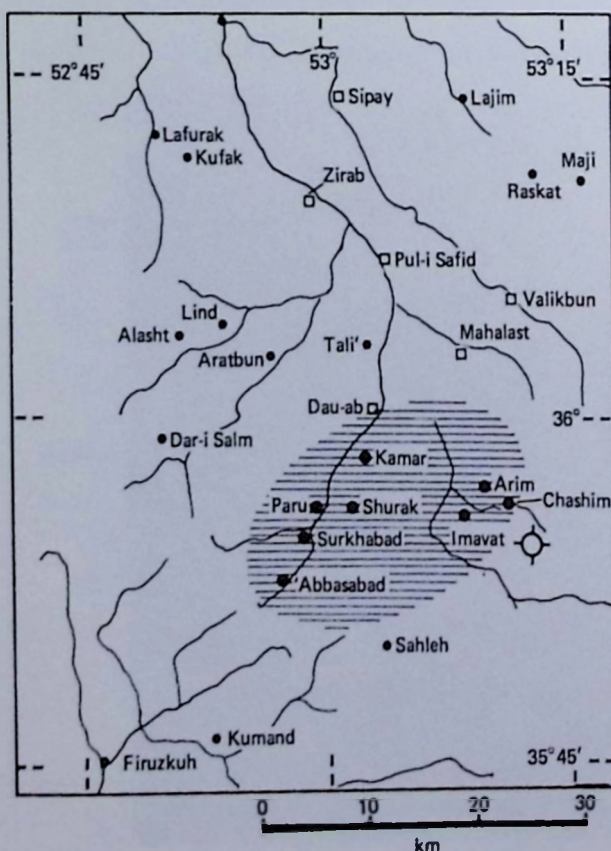 52° 45′
53°
53° 15′
Sipay
Lajim
Lafurak
Kufak
Maji
Raskat
Zirab
Pul-i Safid
Valikbun
Lind
Alasht
Aratbun
Tali'
Mahalast
Dau-ab
36°
Dar-i Salm
Kamar
Arim
Chashim
Paru
Shurak
Imavat
Surkhabad
'Abbasabad
Sahleh
Kumand
Firuzkuh
35° 45′
0 10 20 30
km